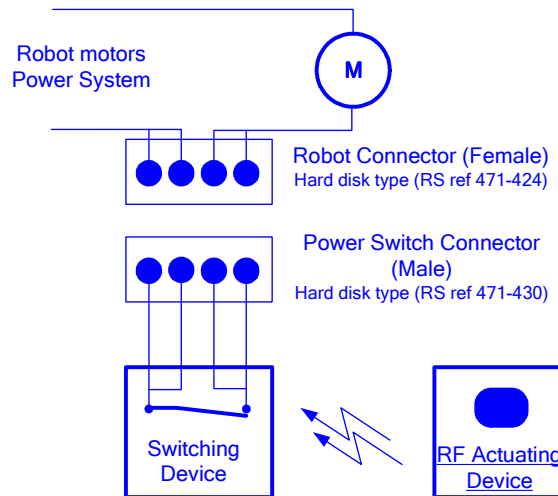 Robot motors
Power System
M
Robot Connector (Female)
Hard disk type (RS ref 471-424)
Power Switch Connector
(Male)
Hard disk type (RS ref 471-430)
Switching
Device
RF Actuating
Device